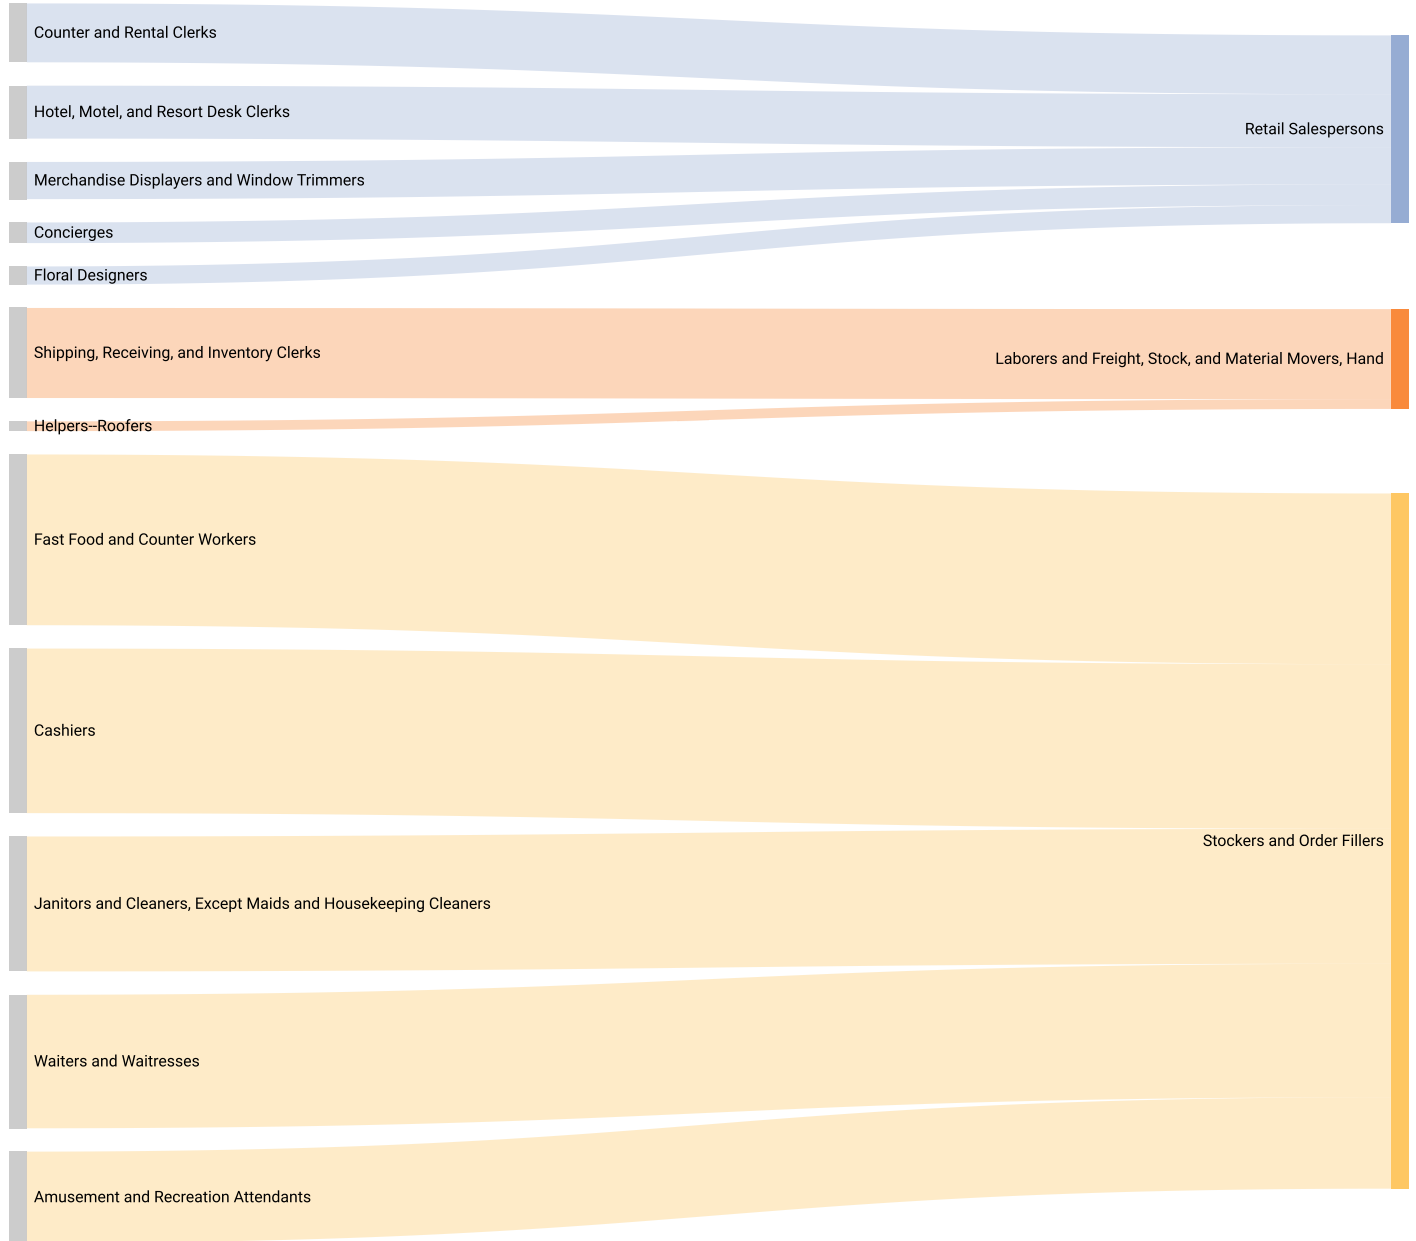 Counter and Rental Clerks
Hotel, Motel, and Resort Desk Clerks
Retail Salespersons
Merchandise Displayers and Window Trimmers
Concierges
Floral Designers
Shipping, Receiving, and Inventory Clerks
Laborers and Freight, Stock, and Material Movers, Hand
Helpers--Roofers
Fast Food and Counter Workers
Cashiers
Stockers and Order Fillers
Janitors and Cleaners, Except Maids and Housekeeping Cleaners
Waiters and Waitresses
Amusement and Recreation Attendants